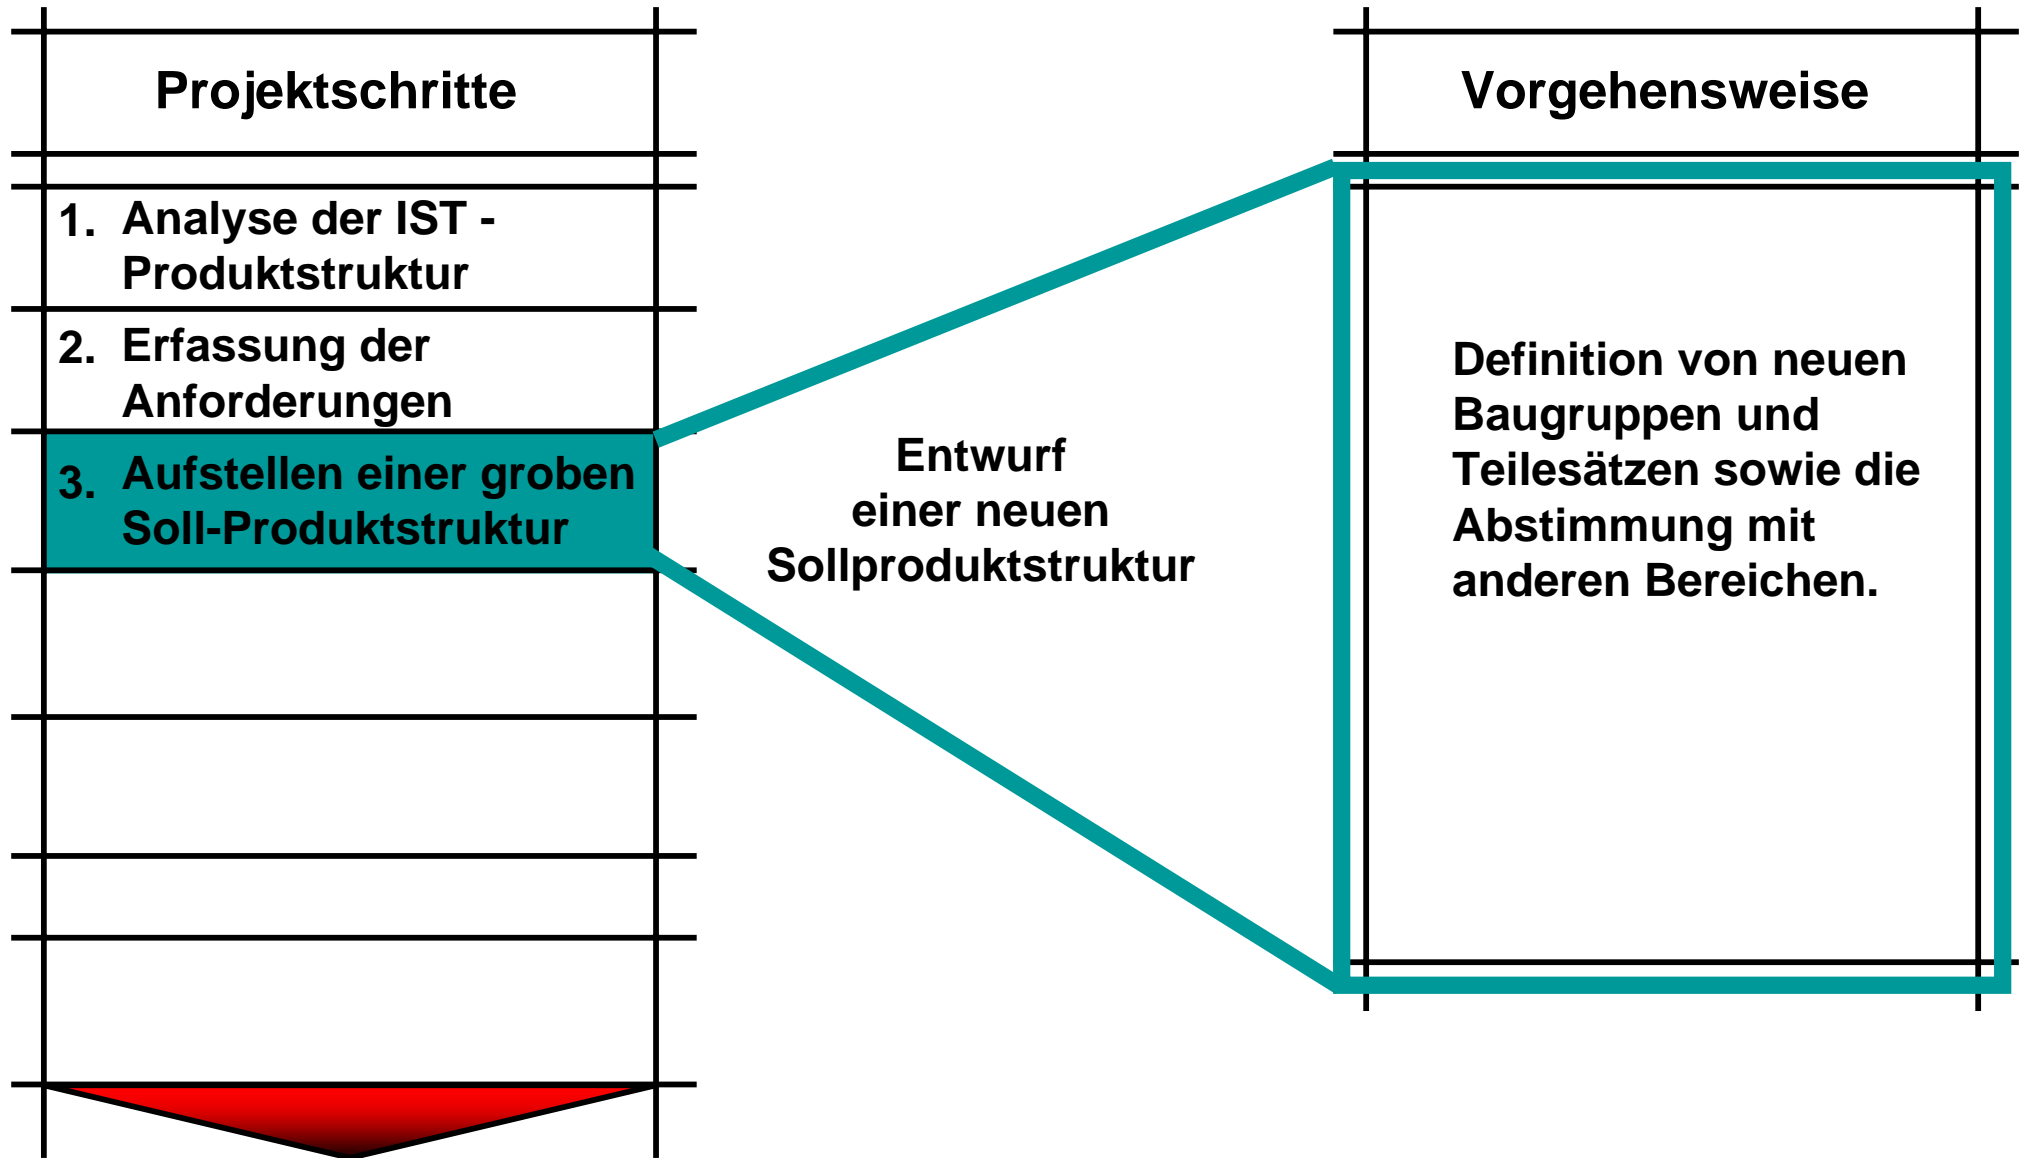 Projektschritte
1. Analyse der IST -
Produktstruktur
2. Erfassung der
Anforderungen
3. Aufstellen einer groben
Soll-Produktstruktur
Entwurf
einer neuen
Sollproduktstruktur
Vorgehensweise
Definition von neuen
Baugruppen und
Teilesätzen sowie die
Abstimmung mit
anderen Bereichen.